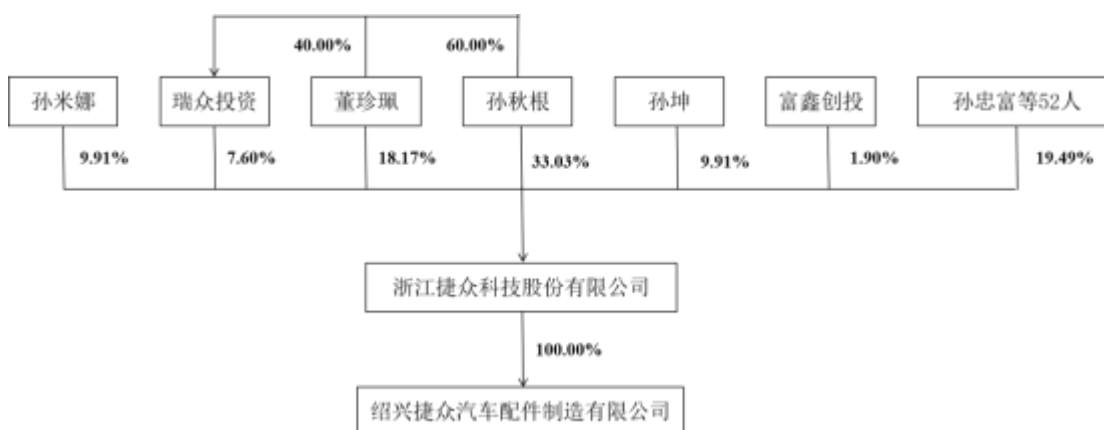 40.00%
60.00%
孙米娜
瑞众投资
董珍珮
孙秋根
孙坤
富鑫创投
孙忠富等52人
9.91%
7.60%
18.17%
33.03%
9.91%
1.90%
19.49%
浙江捷众科技股份有限公司
100.00%
绍兴捷众汽车配件制造有限公司